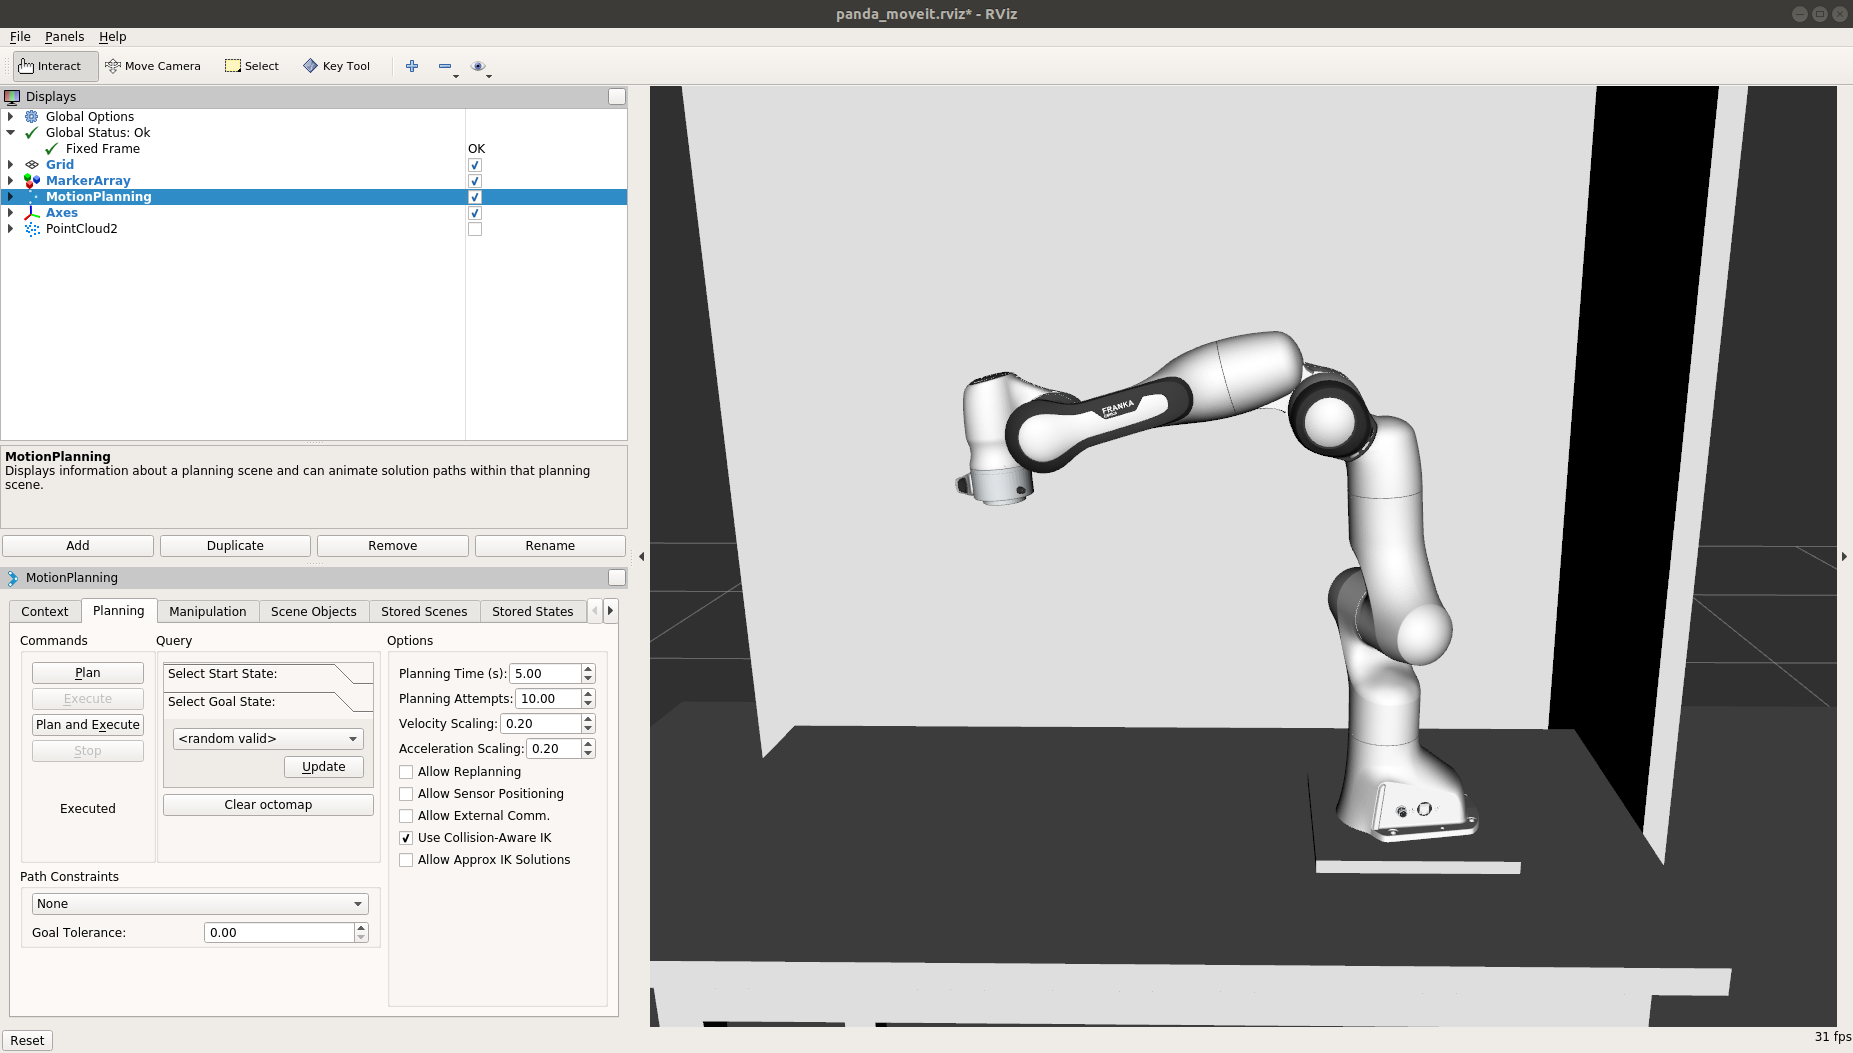 panda_moveit.rviz* - RViz
File Panels Help
Interact Move Camera Select Key Tool
Displays
Global Options
Global Status: Ok
Fixed Frame OK
Grid
MarkerArray
MotionPlanning
Axes
PointCloud2
MotionPlanning
Displays information about a planning scene and can animate solution paths within that planning
scene.
Add Duplicate Remove Rename
MotionPlanning
Context Planning Manipulation Scene Objects Stored Scenes Stored States
Commands Query Options
Plan
Execute
Plan and Execute
Stop
Executed
Select Start State:
Select Goal State:
<random valid>
Update
Clear octomap
Planning Time (s): 5.00
Planning Attempts: 10.00
Velocity Scaling: 0.20
Acceleration Scaling: 0.20
Allow Replanning
Allow Sensor Positioning
Allow External Comm.
Use Collision-Aware IK
Allow Approx IK Solutions
Path Constraints
None
Goal Tolerance: 0.00
FRANKA
Reset
31 fps